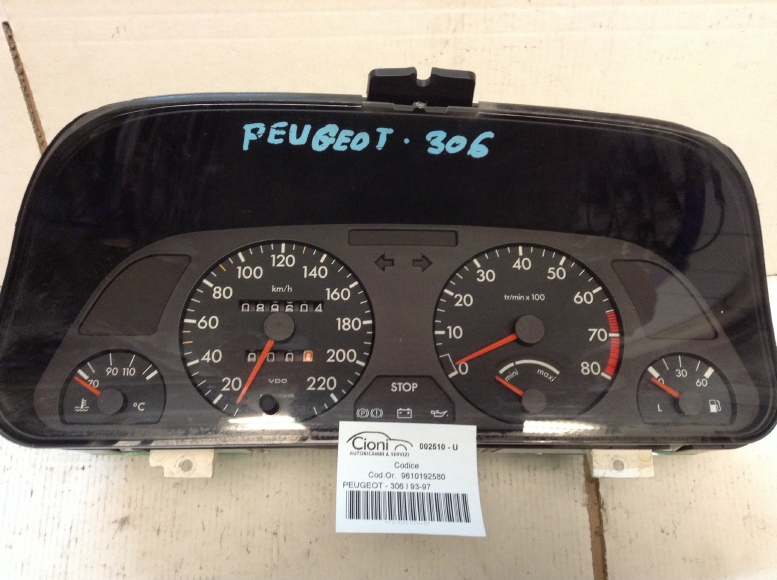 PEUGEOT. 306
100 120 140
80 km/h 160
089604
60 180
40 200
20 VDO 220
30 40 50
20 tr/min x 100 60
10 70
0 mini maxi 80
70 90 110
°C
0 30 60
L
STOP
Cioni 002510 - U
AUTORICAMBI & SERVIZI
Codice
Cod.Or. 9610192580
PEUGEOT - 306 I 93-97